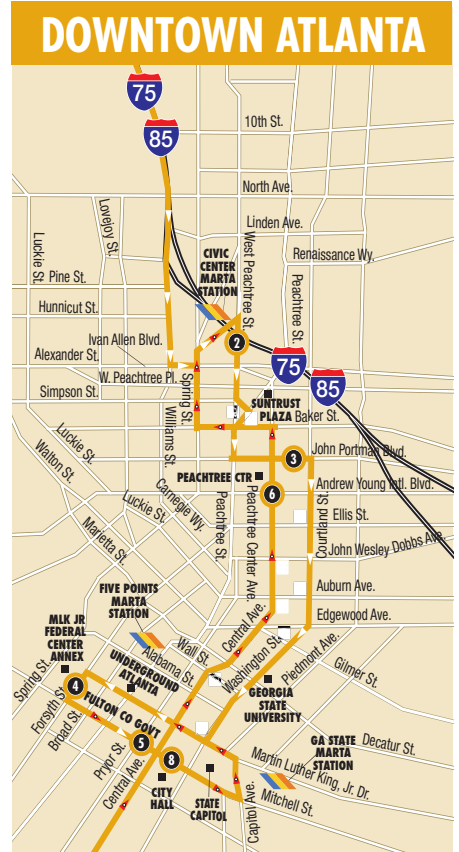 DOWNTOWN ATLANTA
75
85
10th St.
North Ave.
Lovejoy St.
Linden Ave.
Luckie St.
CIVIC
CENTER
MARTA
STATION
West Peachtree St.
Renaissance Wy.
Pine St.
Peachtree St.
Hunnicut St.
Ivan Allen Blvd.
2
Alexander St.
75
W. Peachtree Pl.
85
Simpson St.
Spring St.
SUNTRUST
PLAZA
Baker St.
Williams St.
Luckie St.
John Portman Blvd.
3
Walton St.
PEACHTREE CTR
Andrew Young Intl. Blvd.
6
Carnegie Wy.
Luckie St.
Peachtree St.
Peachtree Center Ave.
Courtland St.
Ellis St.
Marietta St.
John Wesley Dobbs Ave.
FIVE POINTS
MARTA
STATION
Auburn Ave.
MLK JR
FEDERAL
CENTER
ANNEX
Central Ave.
Edgewood Ave.
Wall St.
Alabama St.
UNDERGROUND
ATLANTA
Washington St.
Piedmont Ave.
Gilmer St.
Spring St.
4
FULTON CO GOVT
GEORGIA
STATE
UNIVERSITY
Forsyth St.
Broad St.
5
8
GA STATE
MARTA
STATION
Decatur St.
Pryor St.
Martin Luther King, Jr. Dr.
Central Ave.
CITY
HALL
STATE
CAPITOL
Mitchell St.
Capitol Ave.